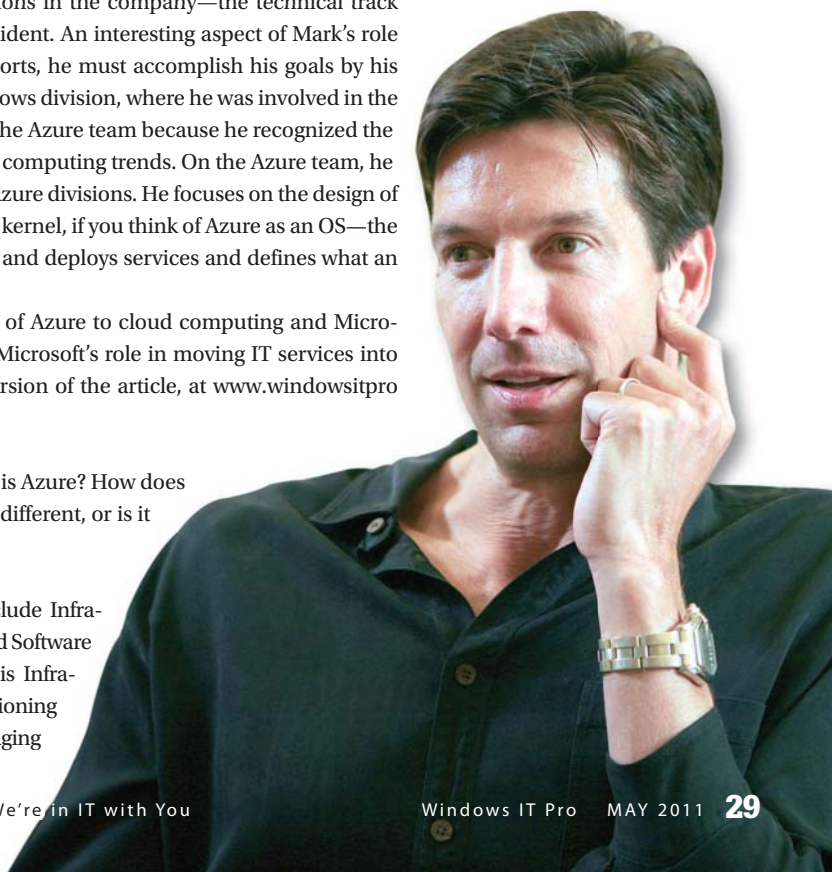 ons in the company—the technical track
ident. An interesting aspect of Mark's role
orts, he must accomplish his goals by his
ows division, where he was involved in the
he Azure team because he recognized the
computing trends. On the Azure team, he
zure divisions. He focuses on the design of
kernel, if you think of Azure as an OS—the
and deploys services and defines what an
of Azure to cloud computing and Micro-
Microsoft's role in moving IT services into
rsion of the article, at www.windowsitpro
is Azure? How does
different, or is it
clude Infra-
d Software
is Infra-
ioning
ging
We're in IT with You
Windows IT Pro MAY 2011 29